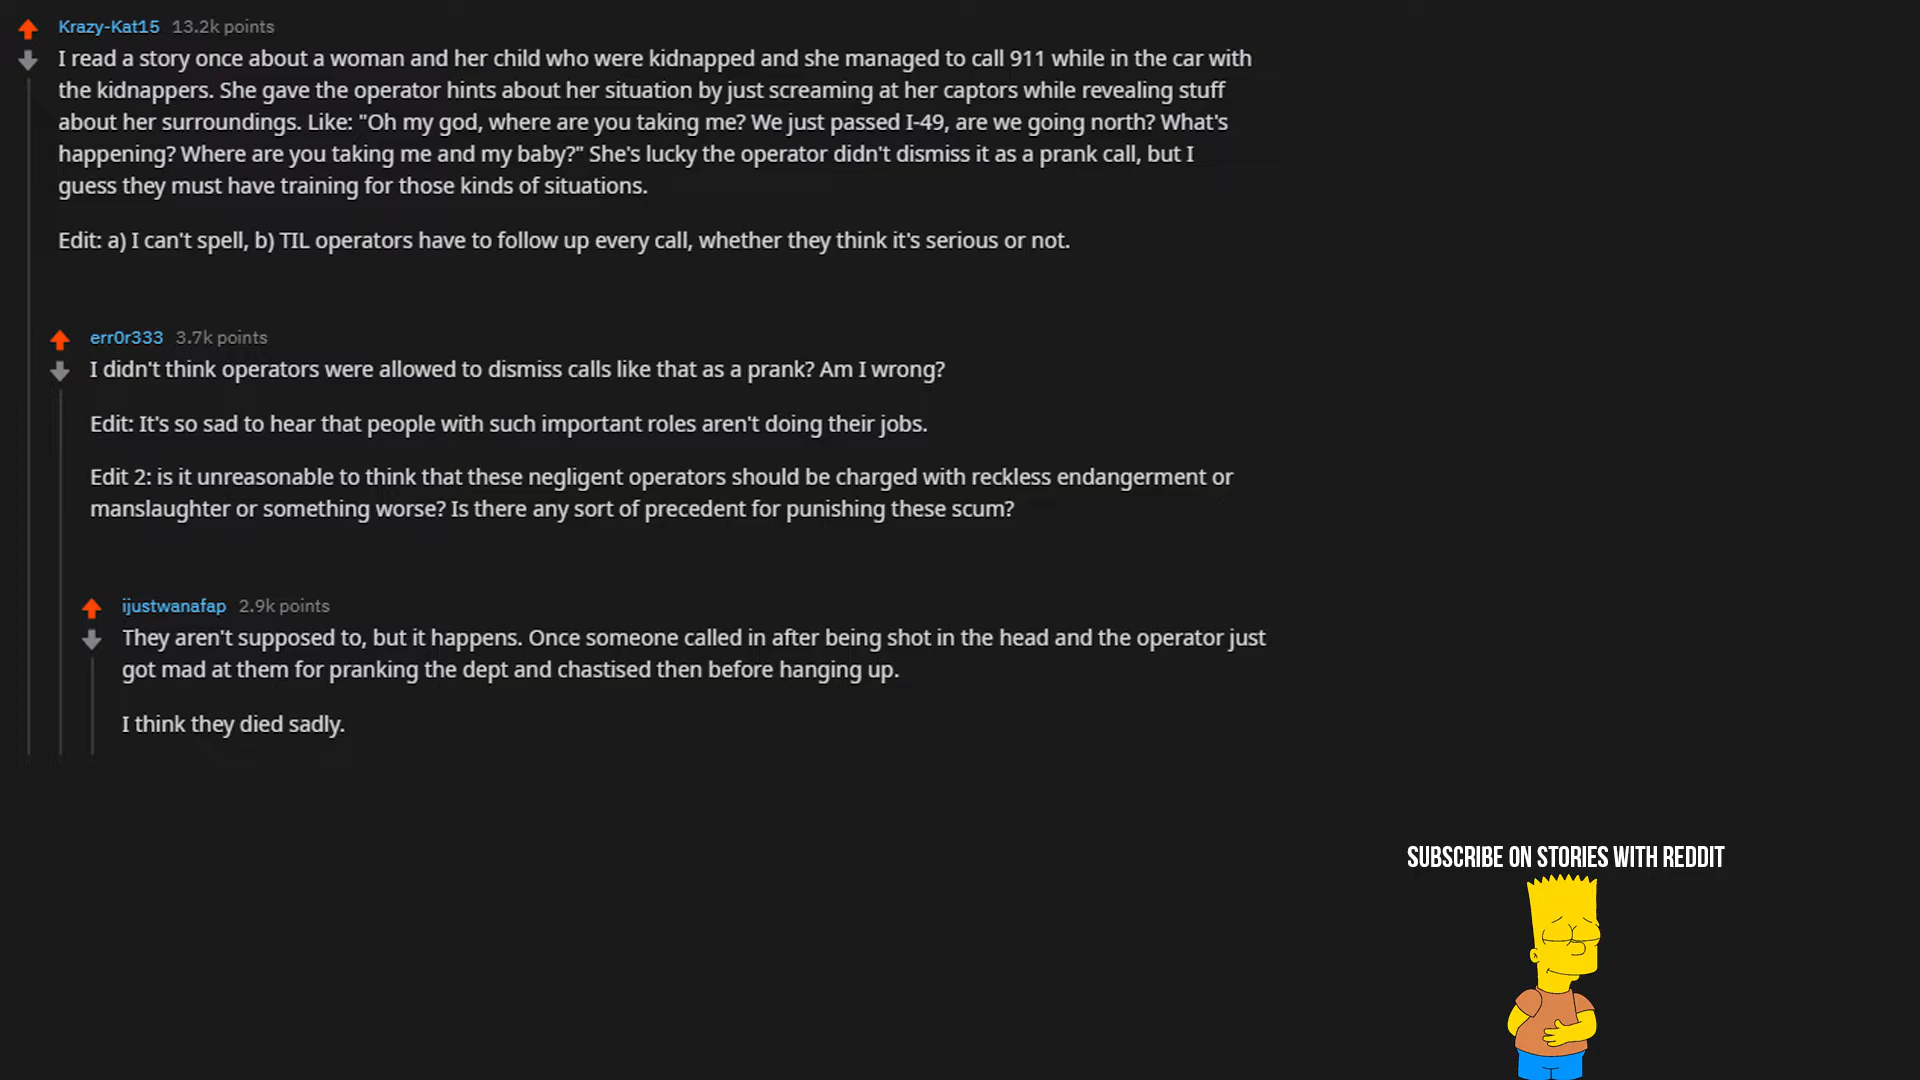 Krazy-Kat15 13.2k points
I read a story once about a woman and her child who were kidnapped and she managed to call 911 while in the car with
the kidnappers. She gave the operator hints about her situation by just screaming at her captors while revealing stuff
about her surroundings. Like: "Oh my god, where are you taking me? We just passed I-49, are we going north? What's
happening? Where are you taking me and my baby?" She's lucky the operator didn't dismiss it as a prank call, but I
guess they must have training for those kinds of situations.
Edit: a) I can't spell, b) TIL operators have to follow up every call, whether they think it's serious or not.
err0r333 3.7k points
I didn't think operators were allowed to dismiss calls like that as a prank? Am I wrong?
Edit: It's so sad to hear that people with such important roles aren't doing their jobs.
Edit 2: is it unreasonable to think that these negligent operators should be charged with reckless endangerment or
manslaughter or something worse? Is there any sort of precedent for punishing these scum?
ijustwanafap 2.9k points
They aren't supposed to, but it happens. Once someone called in after being shot in the head and the operator just
got mad at them for pranking the dept and chastised then before hanging up.
I think they died sadly.
SUBSCRIBE ON STORIES WITH REDDIT